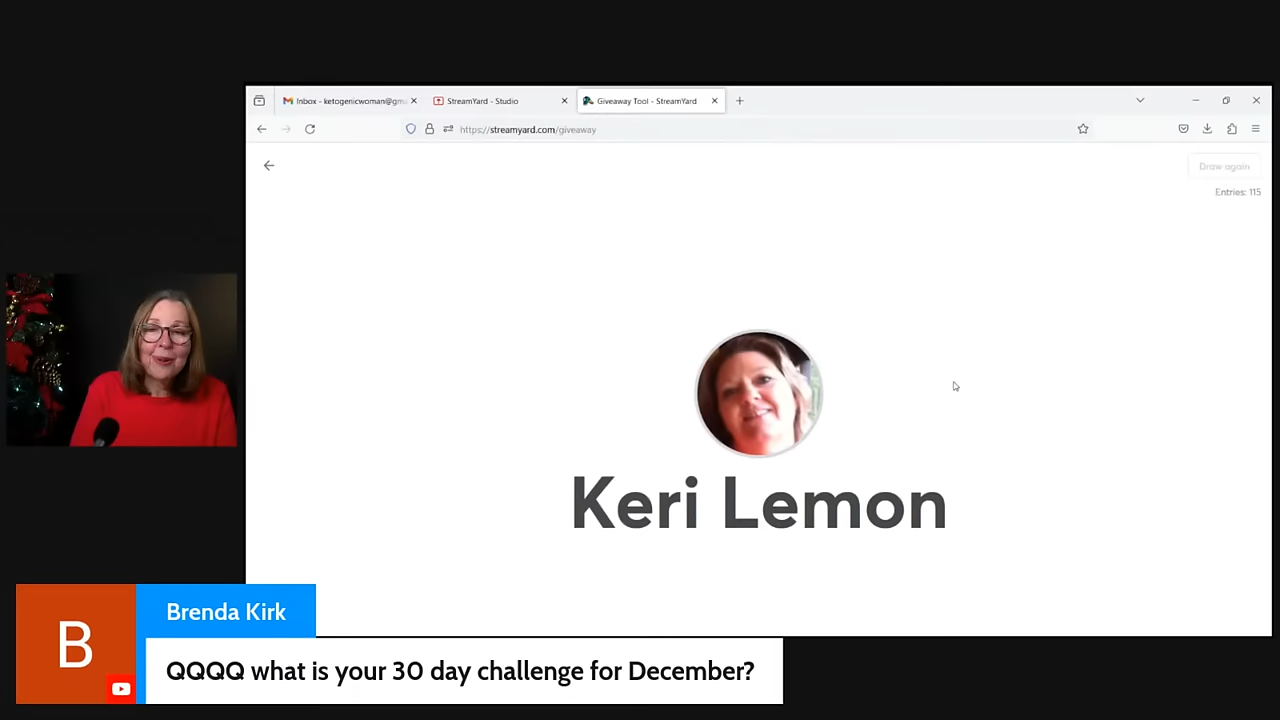 Inbox - ketogenicwoman@gma
StreamYard - Studio
Giveaway Tool - StreamYard
https://streamyard.com/giveaway
Draw again
Entries: 115
Keri Lemon
B
Brenda Kirk
QQQQ what is your 30 day challenge for December?